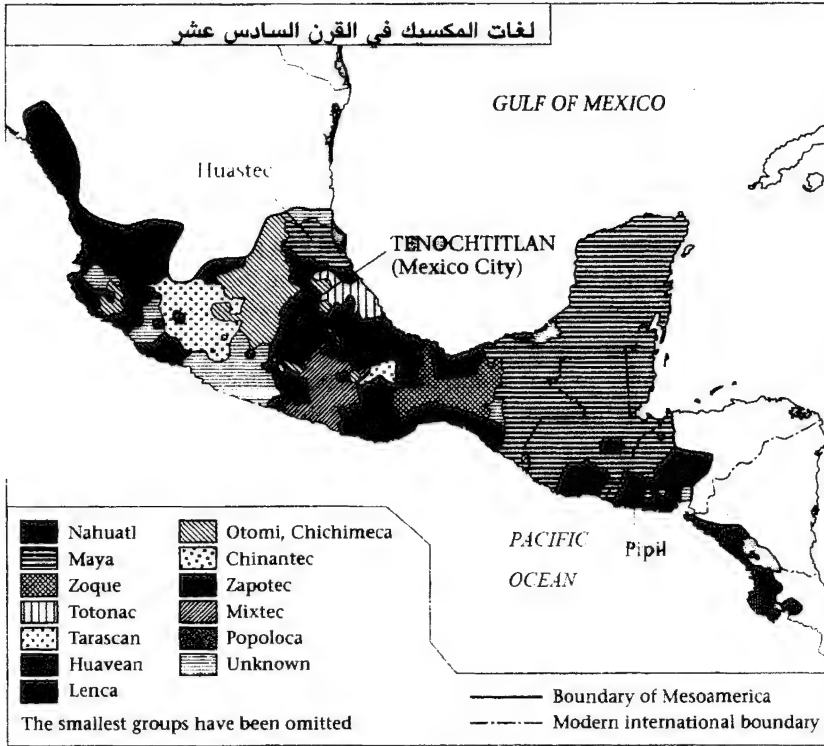 لغات المكسيك في القرن السادس عشر
GULF OF MEXICO
Huastec
TENOCHTITLAN
(Mexico City)
PACIFIC
OCEAN
Pipil
Nahuatl
Maya
Zoque
Totonac
Tarascan
Huavean
Lenca
Otomi, Chichimeca
Chinantec
Zapotec
Mixtec
Popoloca
Unknown
The smallest groups have been omitted
Boundary of Mesoamerica
Modern international boundary